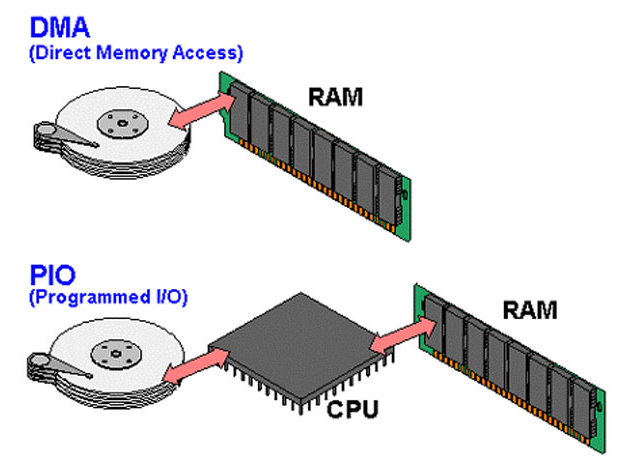 DMA
(Direct Memory Access)
RAM
PIO
(Programmed I/O)
RAM
CPU